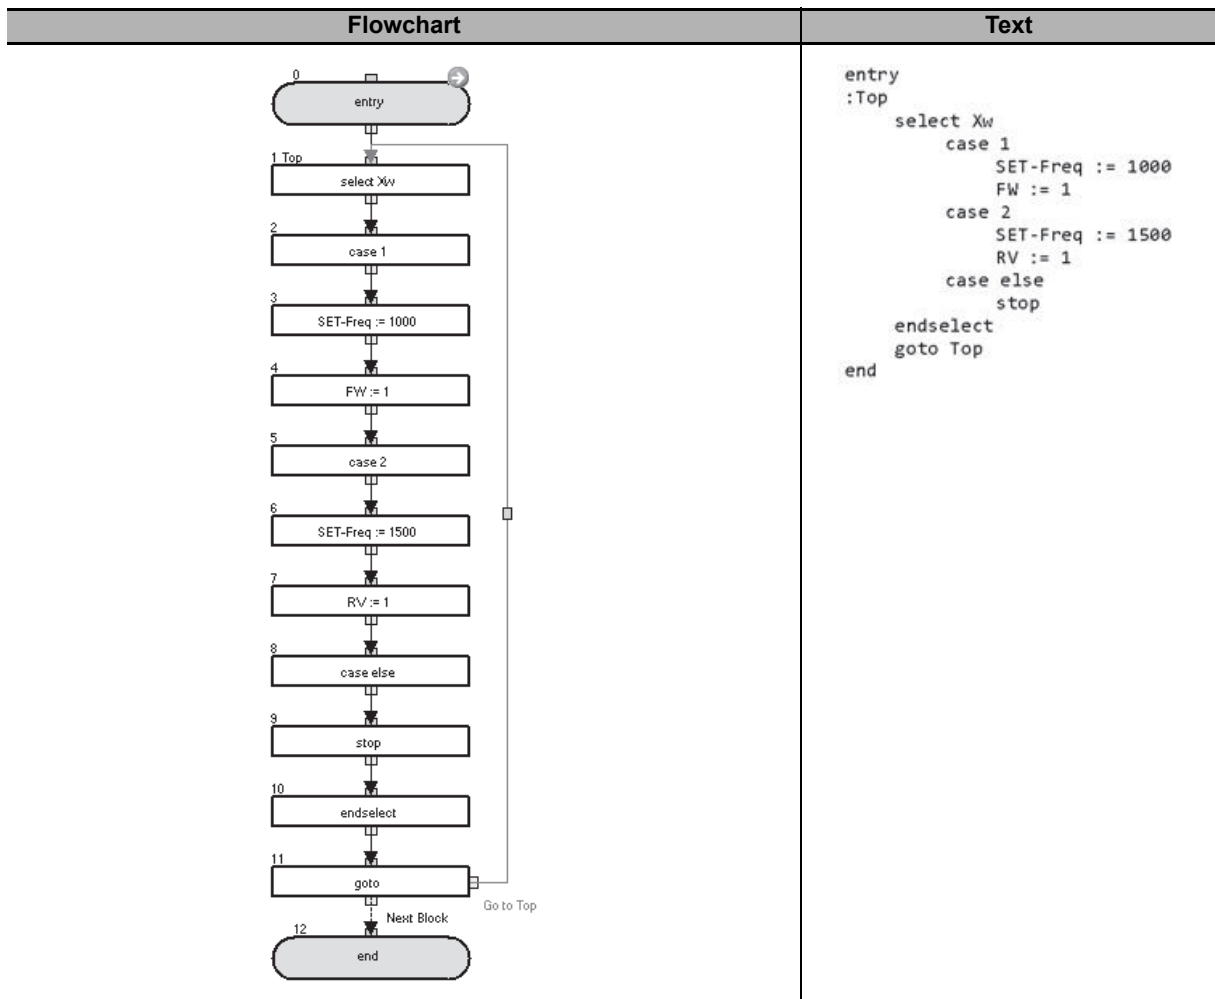 Flowchart
Text
0
entry
1 Top
select Xw
2
case 1
3
SET-Freq := 1000
4
FW := 1
5
case 2
6
SET-Freq := 1500
7
RV := 1
8
case else
9
stop
10
endselect
11
goto
Go to Top
Next Block
12
end
entry
:Top
select Xw
case 1
SET-Freq := 1000
FW := 1
case 2
SET-Freq := 1500
RV := 1
case else
stop
endselect
goto Top
end